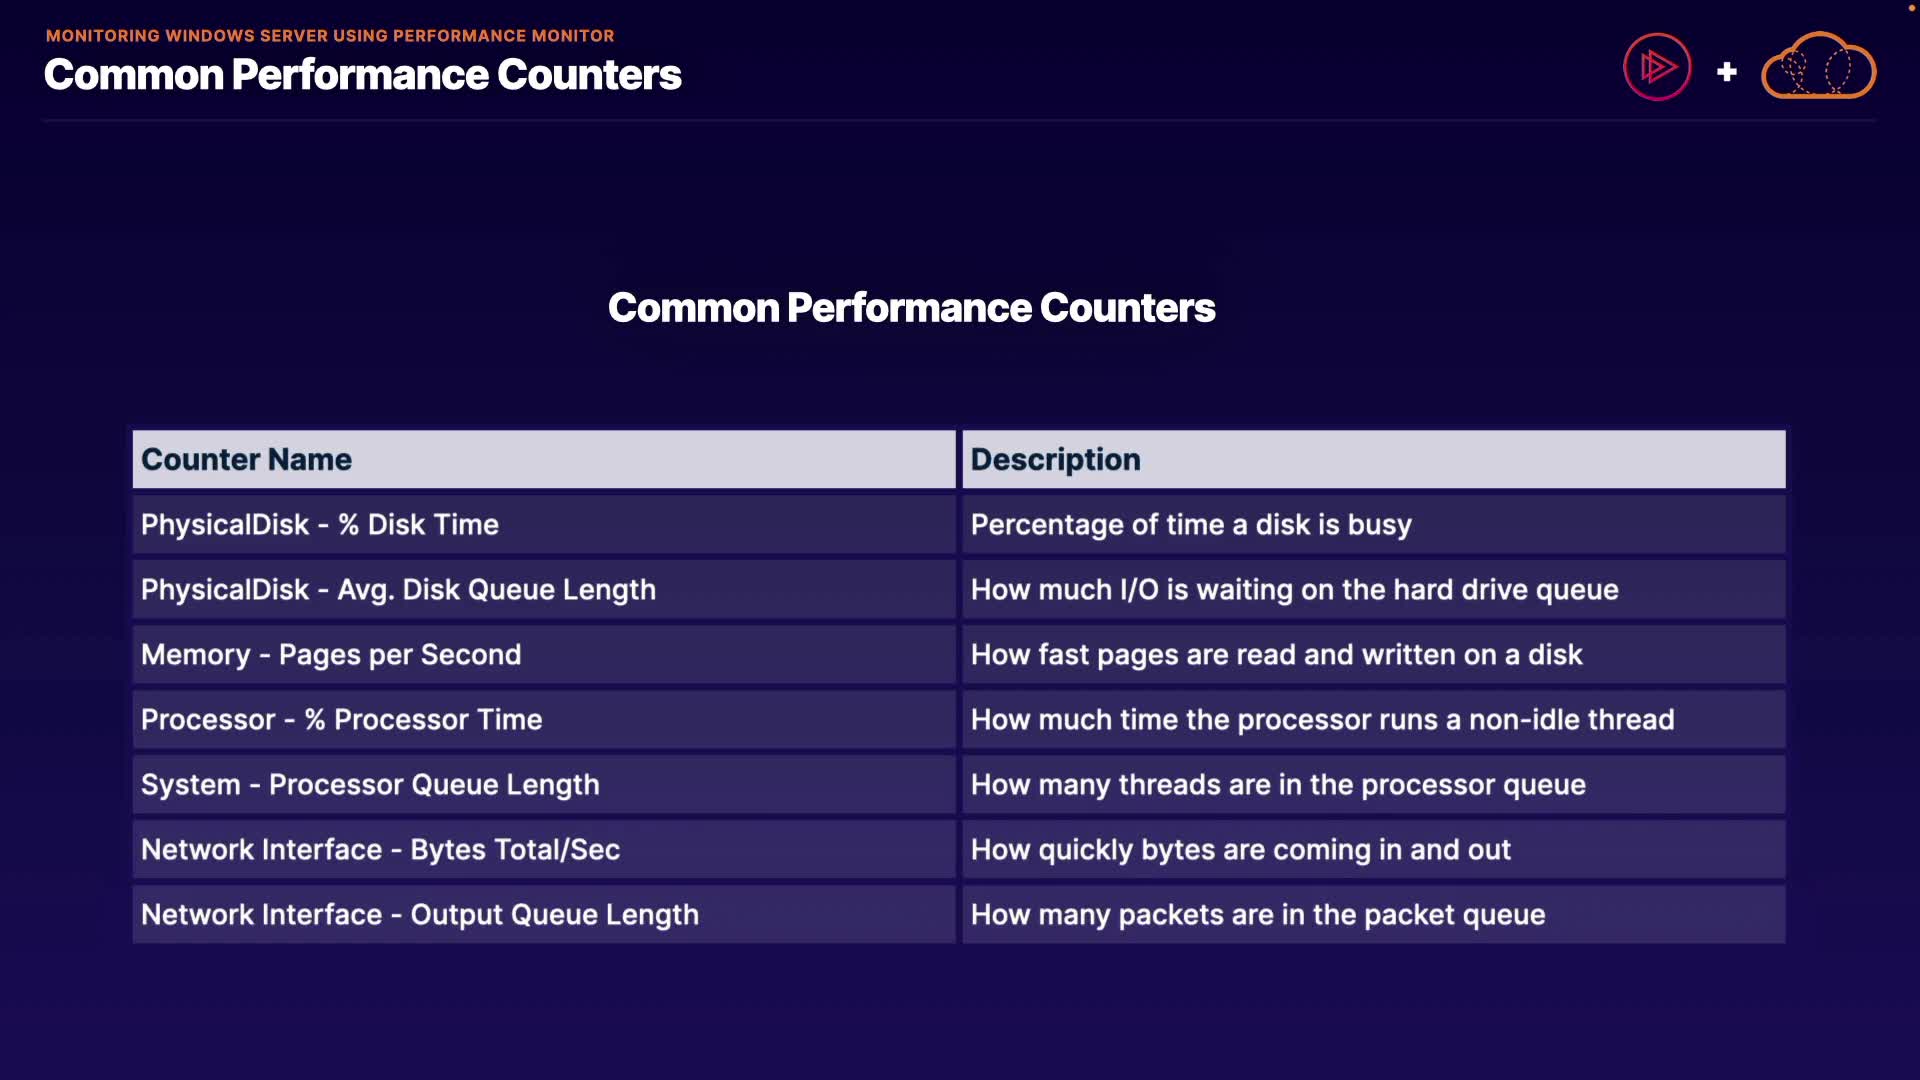 MONITORING WINDOWS SERVER USING PERFORMANCE MONITOR
Common Performance Counters
Common Performance Counters
Counter Name Description
PhysicalDisk - % Disk Time Percentage of time a disk is busy
PhysicalDisk - Avg. Disk Queue Length How much I/O is waiting on the hard drive queue
Memory - Pages per Second How fast pages are read and written on a disk
Processor - % Processor Time How much time the processor runs a non-idle thread
System - Processor Queue Length How many threads are in the processor queue
Network Interface - Bytes Total/Sec How quickly bytes are coming in and out
Network Interface - Output Queue Length How many packets are in the packet queue